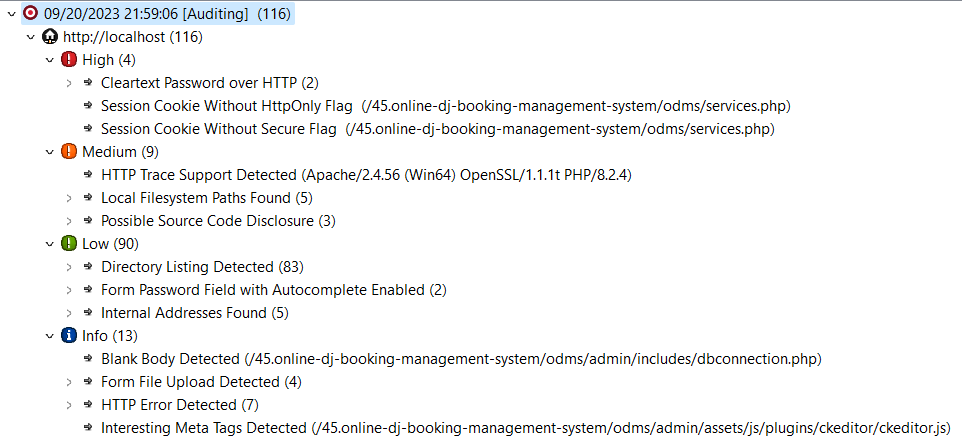 09/20/2023 21:59:06 [Auditing] (116)
http://localhost (116)
High (4)
Cleartext Password over HTTP (2)
Session Cookie Without HttpOnly Flag (/45.online-dj-booking-management-system/odms/services.php)
Session Cookie Without Secure Flag (/45.online-dj-booking-management-system/odms/services.php)
Medium (9)
HTTP Trace Support Detected (Apache/2.4.56 (Win64) OpenSSL/1.1.1t PHP/8.2.4)
Local Filesystem Paths Found (5)
Possible Source Code Disclosure (3)
Low (90)
Directory Listing Detected (83)
Form Password Field with Autocomplete Enabled (2)
Internal Addresses Found (5)
Info (13)
Blank Body Detected (/45.online-dj-booking-management-system/odms/admin/includes/dbconnection.php)
Form File Upload Detected (4)
HTTP Error Detected (7)
Interesting Meta Tags Detected (/45.online-dj-booking-management-system/odms/admin/assets/js/plugins/ckeditor/ckeditor.js)